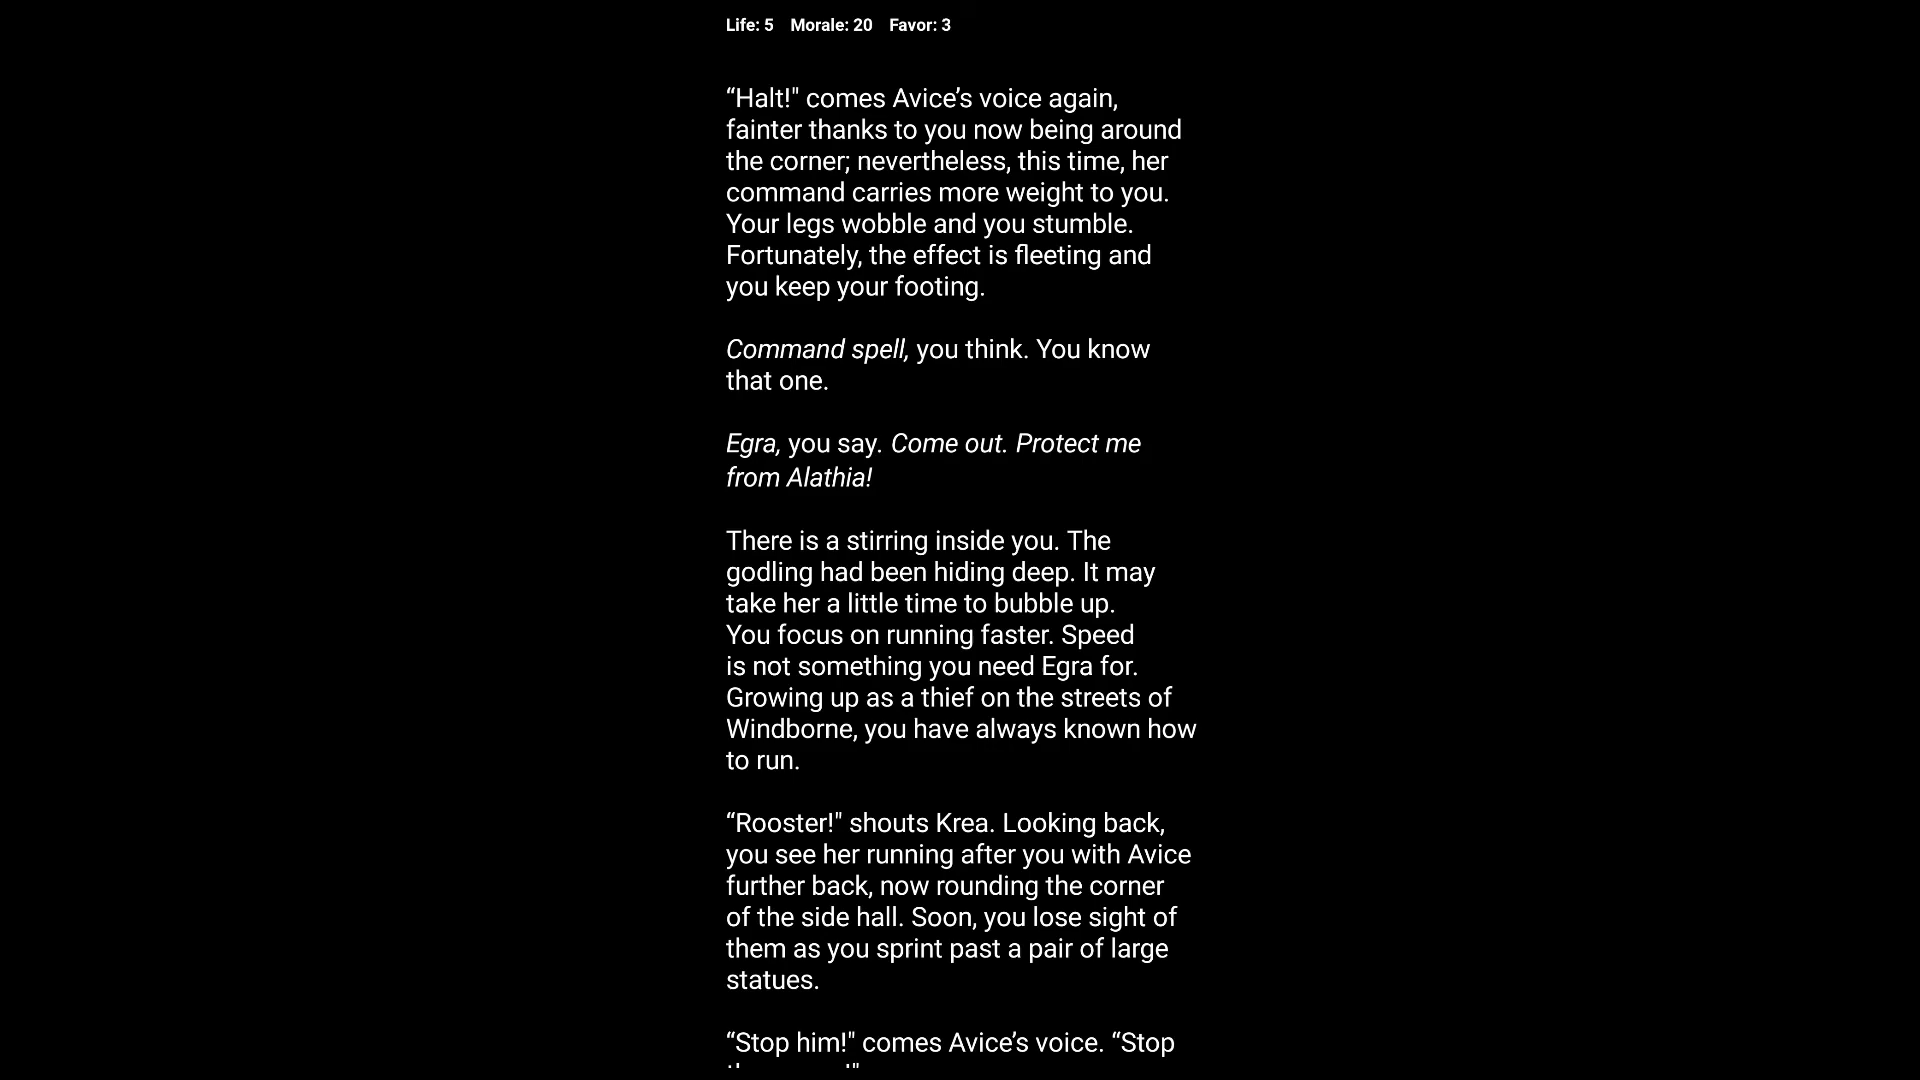 Life: 5 Morale: 20 Favor: 3
“Halt!" comes Avice’s voice again,
fainter thanks to you now being around
the corner; nevertheless, this time, her
command carries more weight to you.
Your legs wobble and you stumble.
Fortunately, the effect is fleeting and
you keep your footing.
Command spell, you think. You know
that one.
Egra, you say. Come out. Protect me
from Alathia!
There is a stirring inside you. The
godling had been hiding deep. It may
take her a little time to bubble up.
You focus on running faster. Speed
is not something you need Egra for.
Growing up as a thief on the streets of
Windborne, you have always known how
to run.
“Rooster!" shouts Krea. Looking back,
you see her running after you with Avice
further back, now rounding the corner
of the side hall. Soon, you lose sight of
them as you sprint past a pair of large
statues.
“Stop him!" comes Avice’s voice. “Stop